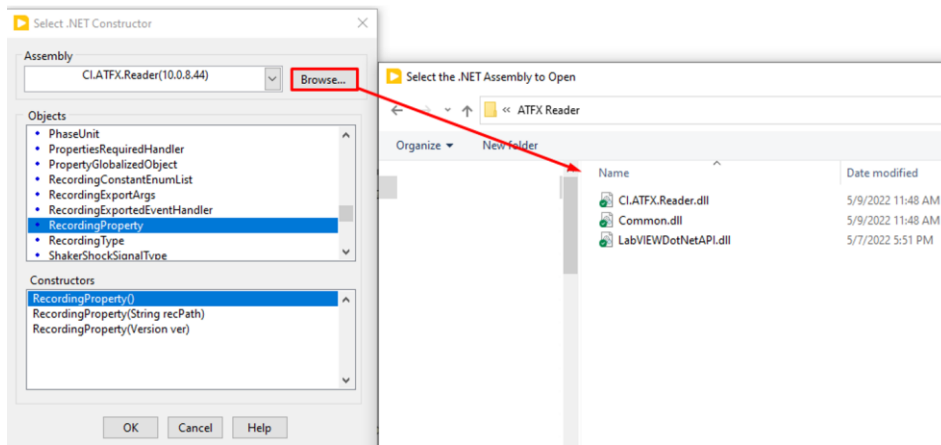 Select .NET Constructor
Assembly
CI.ATFX.Reader(10.0.8.44)
Browse...
Objects
PhaseUnit
PropertiesRequiredHandler
PropertyGlobalizedObject
RecordingConstantEnumList
RecordingExportArgs
RecordingExportedEventHandler
RecordingProperty
RecordingType
ShakerShockSignalType
Constructors
RecordingProperty()
RecordingProperty(String recPath)
RecordingProperty(Version ver)
OK Cancel Help
Select the .NET Assembly to Open
« ATFX Reader
Organize New folder
Name Date modified
CI.ATFX.Reader.dll 5/9/2022 11:48 AM
Common.dll 5/9/2022 11:48 AM
LabVIEWDotNetAPI.dll 5/7/2022 5:51 PM